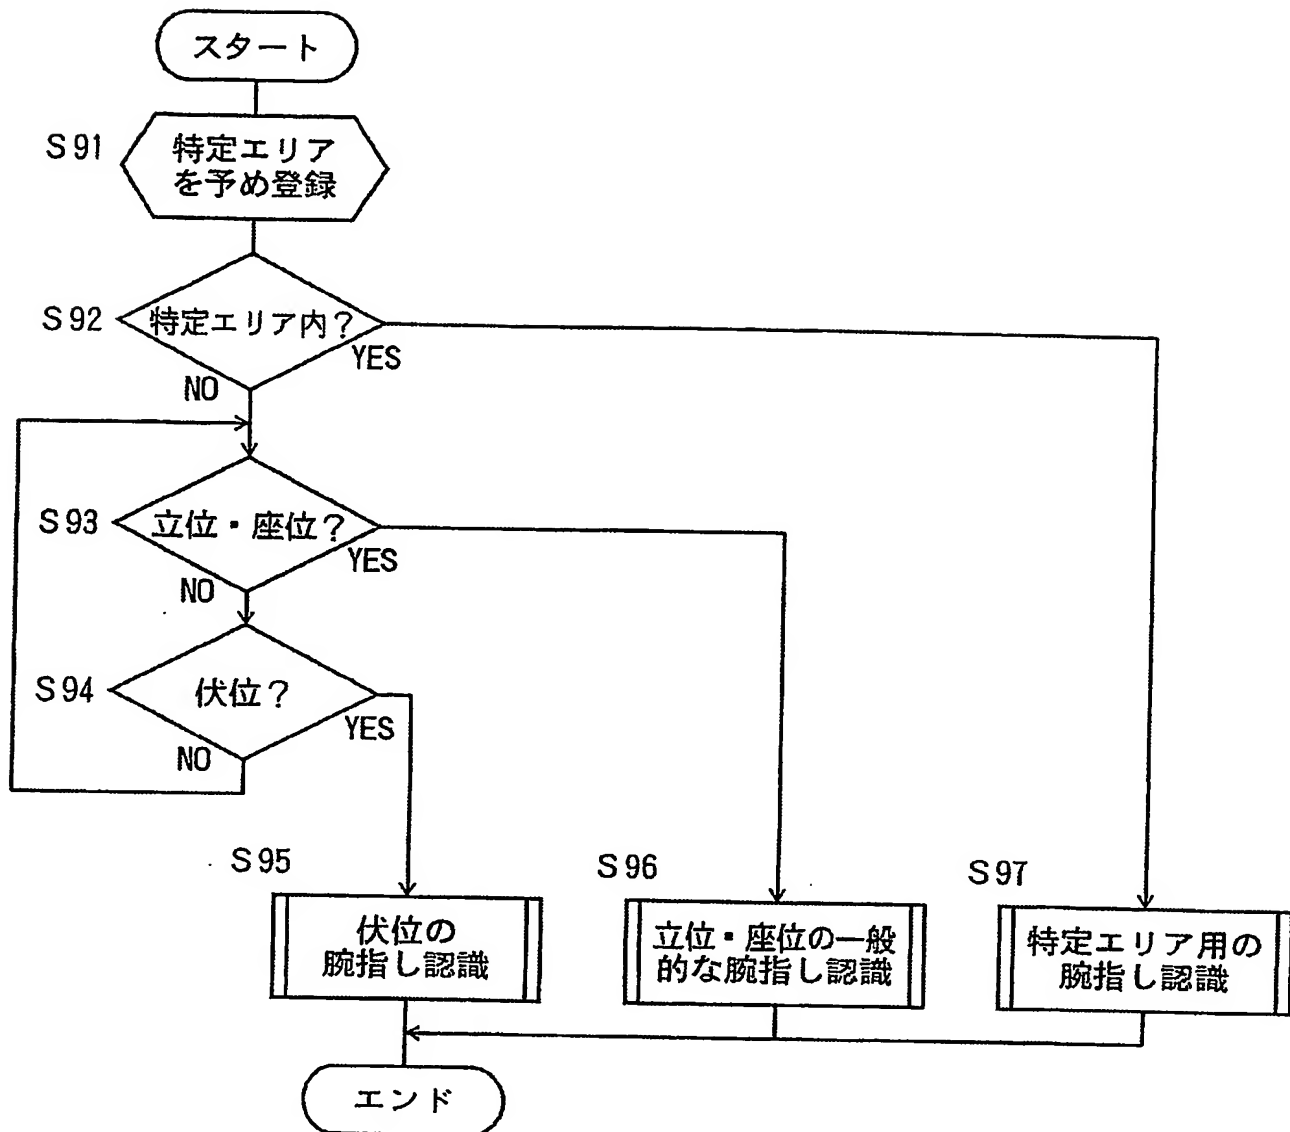 スタート
S91
特定エリア
を予め登録
S92
特定エリア内？
YES
NO
S93
立位・座位？
YES
NO
S94
伏位？
YES
NO
S95
伏位の
腕指し認識
S96
立位・座位の一般
的な腕指し認識
S97
特定エリア用の
腕指し認識
エンド